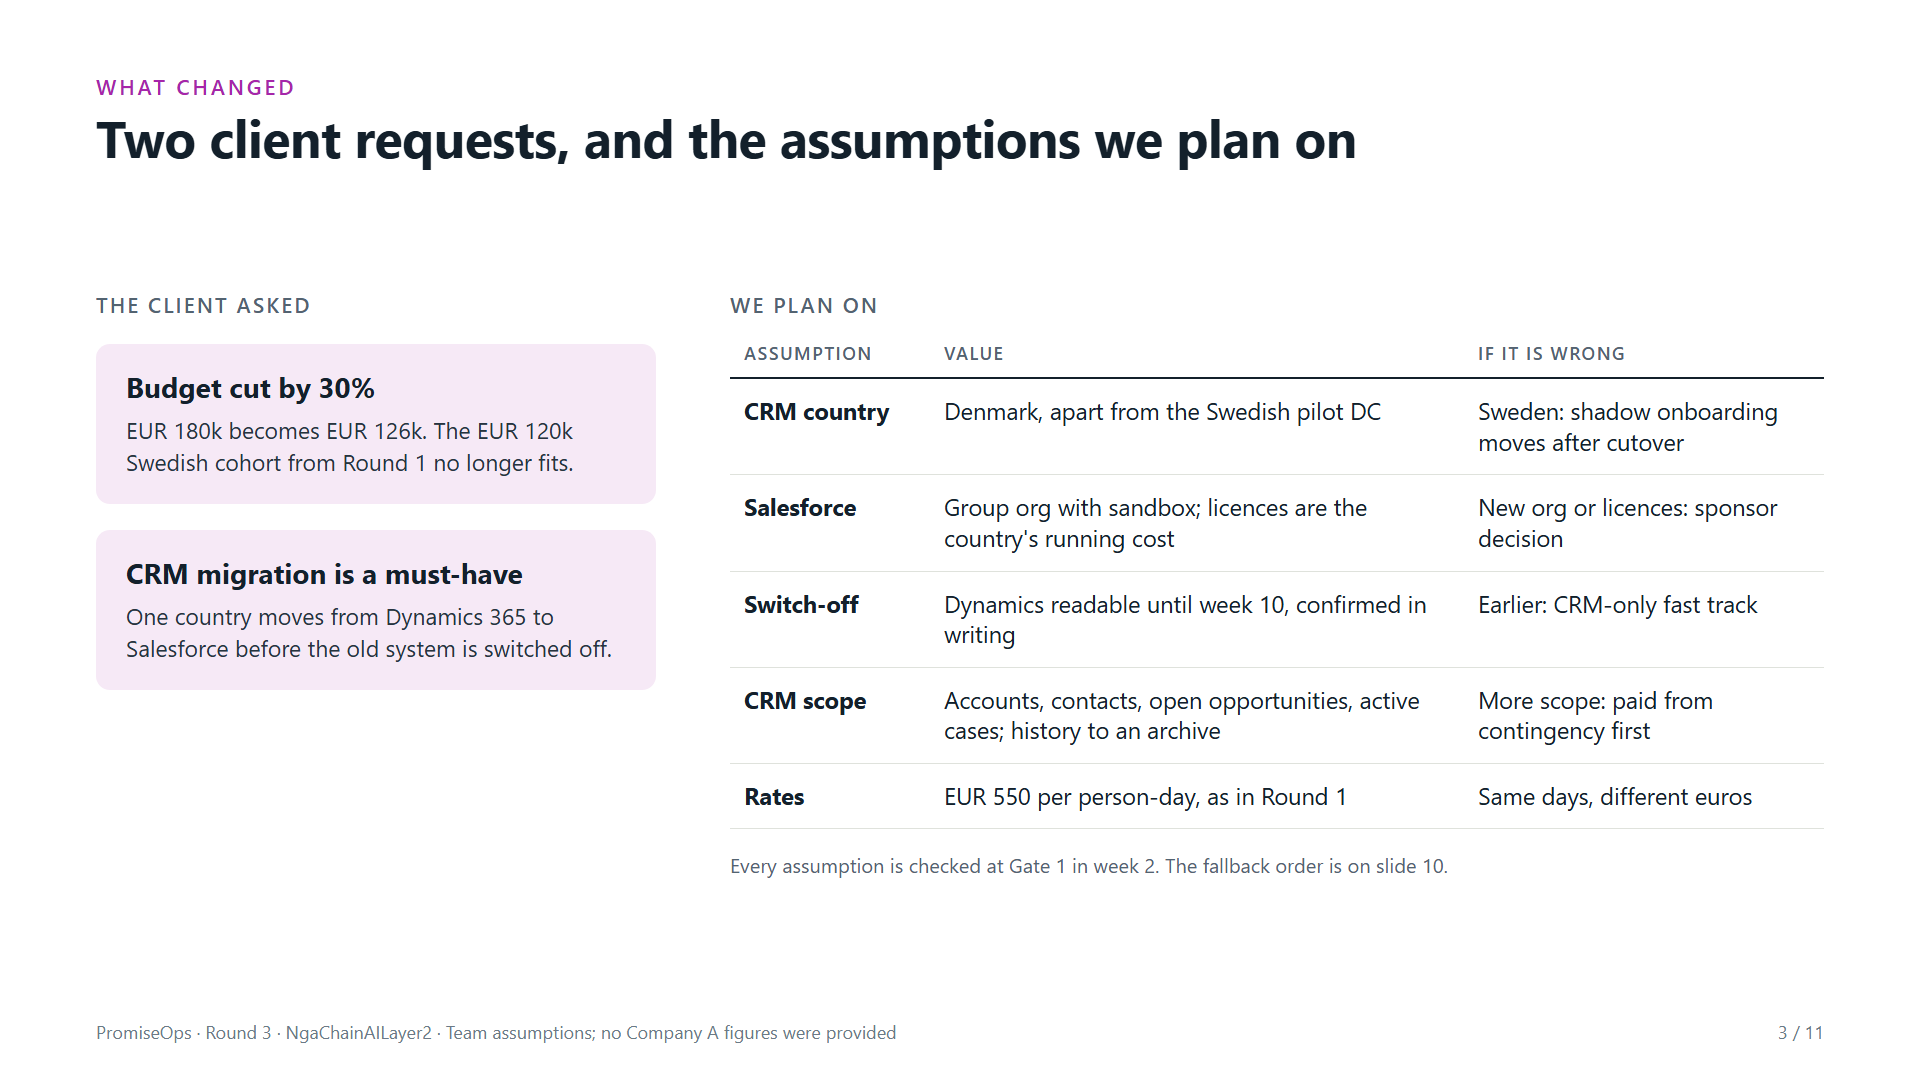 WHAT CHANGED
Two client requests, and the assumptions we plan on
THE CLIENT ASKED
Budget cut by 30%
EUR 180k becomes EUR 126k. The EUR 120k
Swedish cohort from Round 1 no longer fits.
CRM migration is a must-have
One country moves from Dynamics 365 to
Salesforce before the old system is switched off.
WE PLAN ON
ASSUMPTION VALUE IF IT IS WRONG
CRM country Denmark, apart from the Swedish pilot DC Sweden: shadow onboarding
moves after cutover
Salesforce Group org with sandbox; licences are the New org or licences: sponsor
country's running cost decision
Switch-off Dynamics readable until week 10, confirmed in Earlier: CRM-only fast track
writing
CRM scope Accounts, contacts, open opportunities, active More scope: paid from
cases; history to an archive contingency first
Rates EUR 550 per person-day, as in Round 1 Same days, different euros
Every assumption is checked at Gate 1 in week 2. The fallback order is on slide 10.
PromiseOps · Round 3 · NgaChainAILayer2 · Team assumptions; no Company A figures were provided
3 / 11